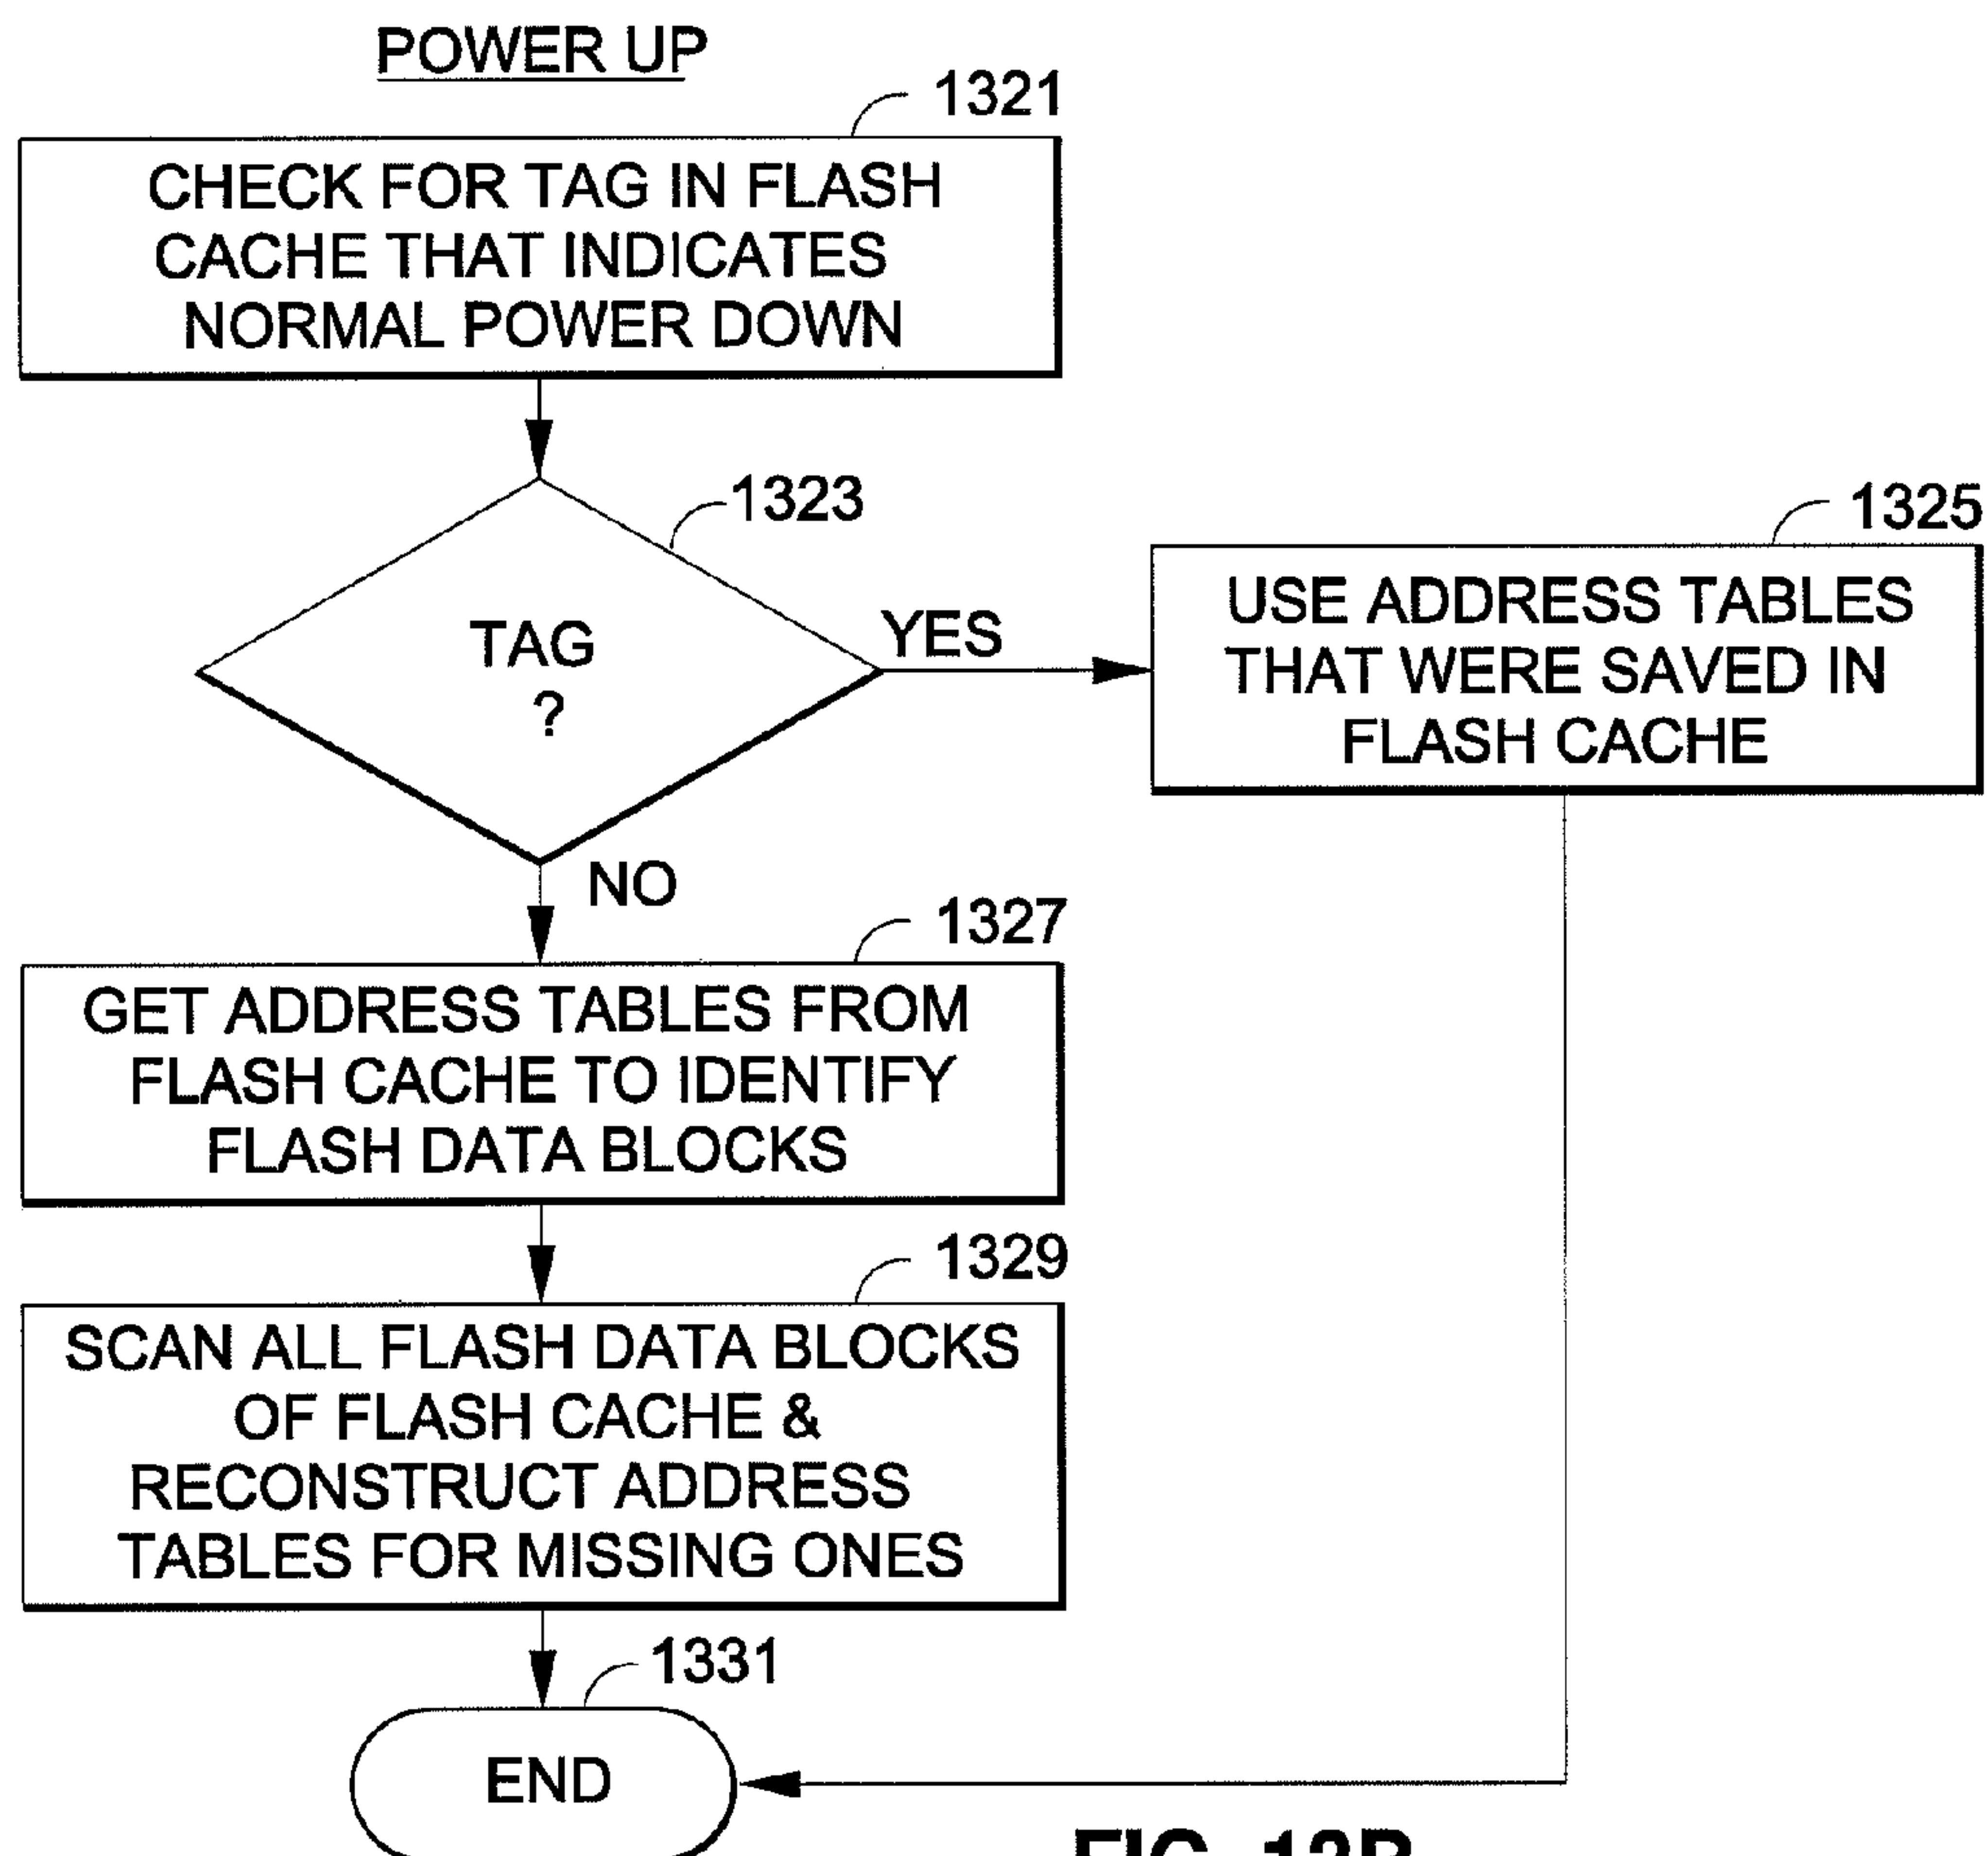 POWER UP
1321
CHECK FOR TAG IN FLASH
CACHE THAT INDICATES
NORMAL POWER DOWN
1323
TAG
?
YES
1325
USE ADDRESS TABLES
THAT WERE SAVED IN
FLASH CACHE
NO
1327
GET ADDRESS TABLES FROM
FLASH CACHE TO IDENTIFY
FLASH DATA BLOCKS
1329
SCAN ALL FLASH DATA BLOCKS
OF FLASH CACHE &
RECONSTRUCT ADDRESS
TABLES FOR MISSING ONES
1331
END
FIG. 13B